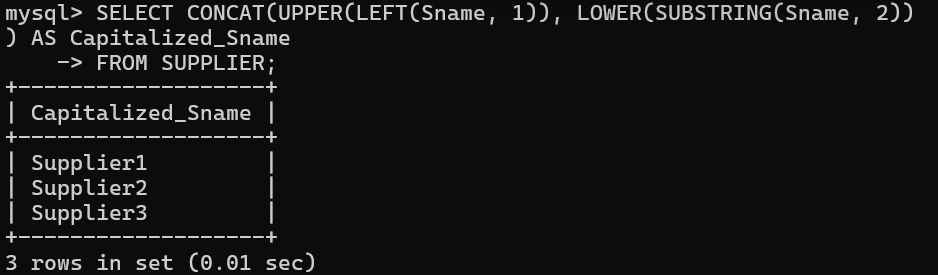 mysql> SELECT CONCAT(UPPER(LEFT(Sname, 1)), LOWER(SUBSTRING(Sname, 2))
) AS Capitalized_Sname
    -> FROM SUPPLIER;
+------------------+
| Capitalized_Sname |
+------------------+
| Supplier1         |
| Supplier2         |
| Supplier3         |
+------------------+
3 rows in set (0.01 sec)